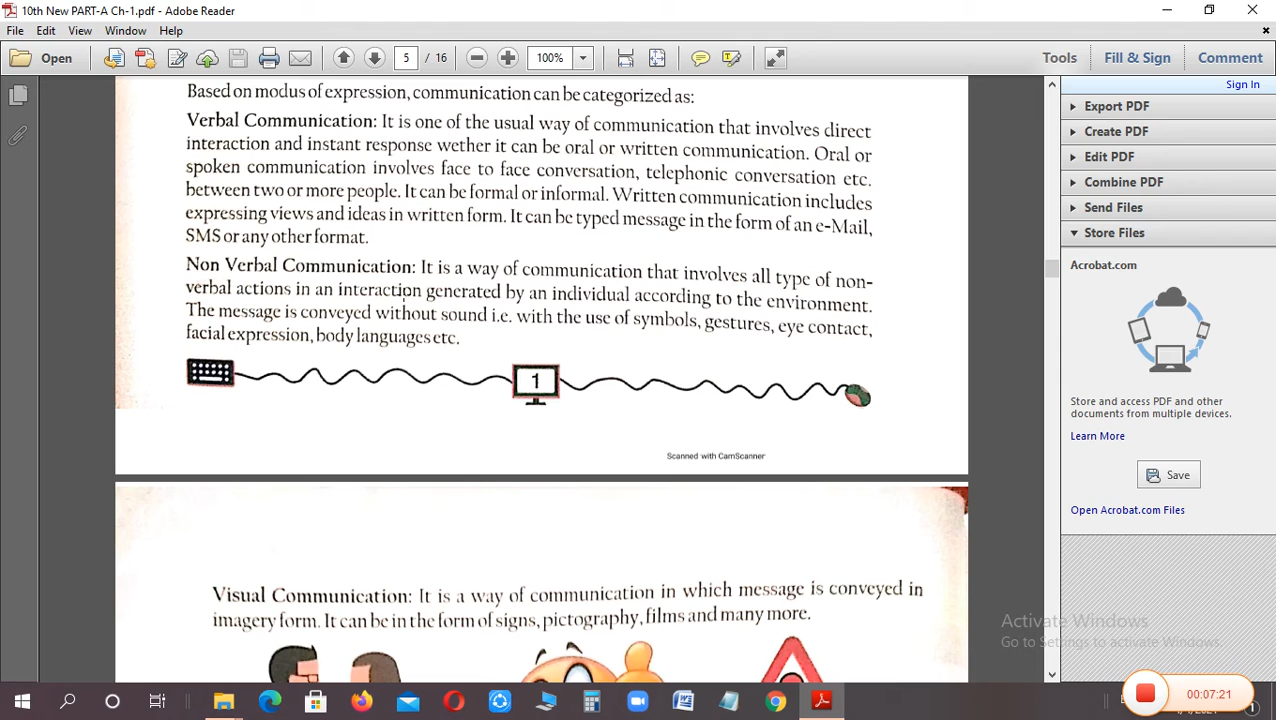 10th New PART-A Ch-1.pdf - Adobe Reader
File Edit View Window Help
Open 5 / 16 100% Tools Fill & Sign Comment
Sign In
Export PDF
Create PDF
Edit PDF
Combine PDF
Send Files
Store Files
Acrobat.com
Store and access PDF and other
documents from multiple devices.
Learn More
Save
Open Acrobat.com Files
Based on modus of expression, communication can be categorized as:
Verbal Communication: It is one of the usual way of communication that involves direct
interaction and instant response wether it can be oral or written communication. Oral or
spoken communication involves face to face conversation, telephonic conversation etc.
between two or more people. It can be formal or informal. Written communication includes
expressing views and ideas in written form. It can be typed message in the form of an e-Mail,
SMS or any other format.
Non Verbal Communication: It is a way of communication that involves all type of non-
verbal actions in an interaction generated by an individual according to the environment.
The message is conveyed without sound i.e. with the use of symbols, gestures, eye contact,
facial expression, body languages etc.
1
Scanned with CamScanner
Visual Communication: It is a way of communication in which message is conveyed in
imagery form. It can be in the form of signs, pictography, films and many more.
Activate Windows
Go to Settings to activate Windows.
00:07:21